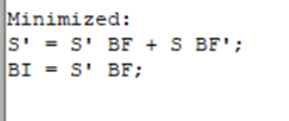 Minimized:
S' = S' BF + S BF';
BI = S' BF;